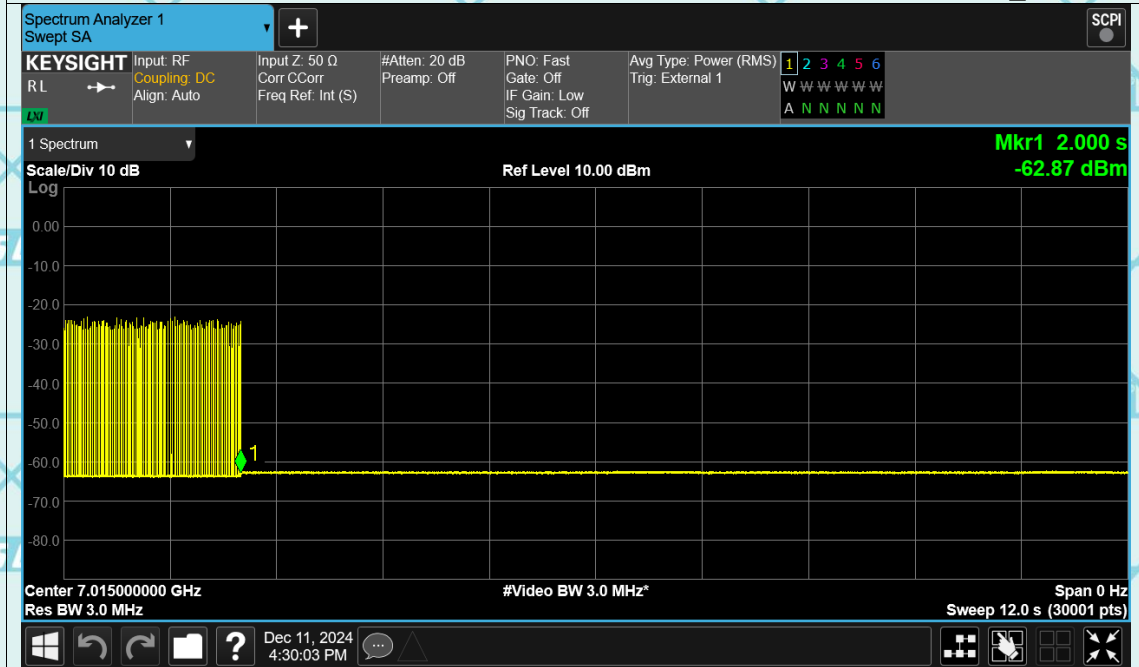 Spectrum Analyzer 1
Swept SA
+
SCPI
KEYSIGHT
R L
LXI
Input: RF
Coupling: DC
Align: Auto
Input Z: 50 Ω
Corr CCorr
Freq Ref: Int (S)
#Atten: 20 dB
Preamp: Off
PNO: Fast
Gate: Off
IF Gain: Low
Sig Track: Off
Avg Type: Power (RMS)
Trig: External 1
1 2 3 4 5 6
W W W W W W
A N N N N N
1 Spectrum
Mkr1 2.000 s
-62.87 dBm
Scale/Div 10 dB
Ref Level 10.00 dBm
Log
0.00
-10.0
-20.0
-30.0
-40.0
-50.0
1
-60.0
-70.0
-80.0
Center 7.015000000 GHz
#Video BW 3.0 MHz*
Span 0 Hz
Res BW 3.0 MHz
Sweep 12.0 s (30001 pts)
?
Dec 11, 2024
4:30:03 PM